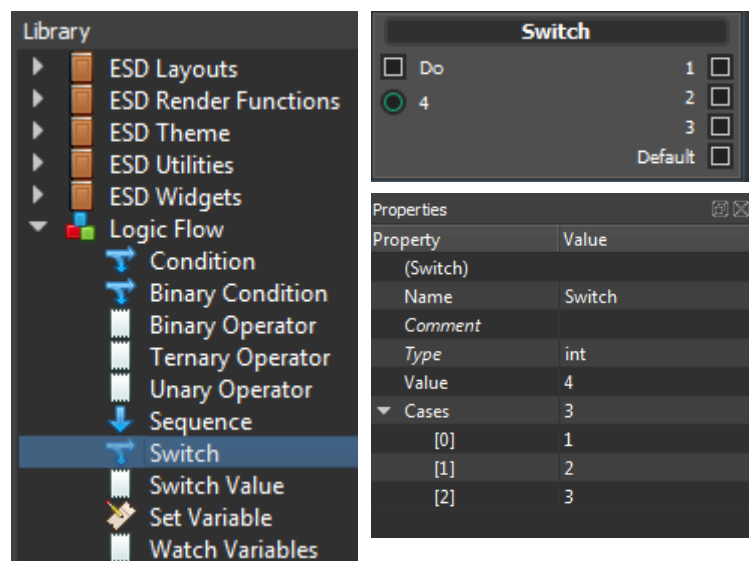 Library
ESD Layouts
ESD Render Functions
ESD Theme
ESD Utilities
ESD Widgets
Logic Flow
Condition
Binary Condition
Binary Operator
Ternary Operator
Unary Operator
Sequence
Switch
Switch Value
Set Variable
Watch Variables
Switch
Do 1
4 2
3
Default
Properties
Property Value
(Switch)
Name Switch
Comment
Type int
Value 4
Cases 3
[0] 1
[1] 2
[2] 3